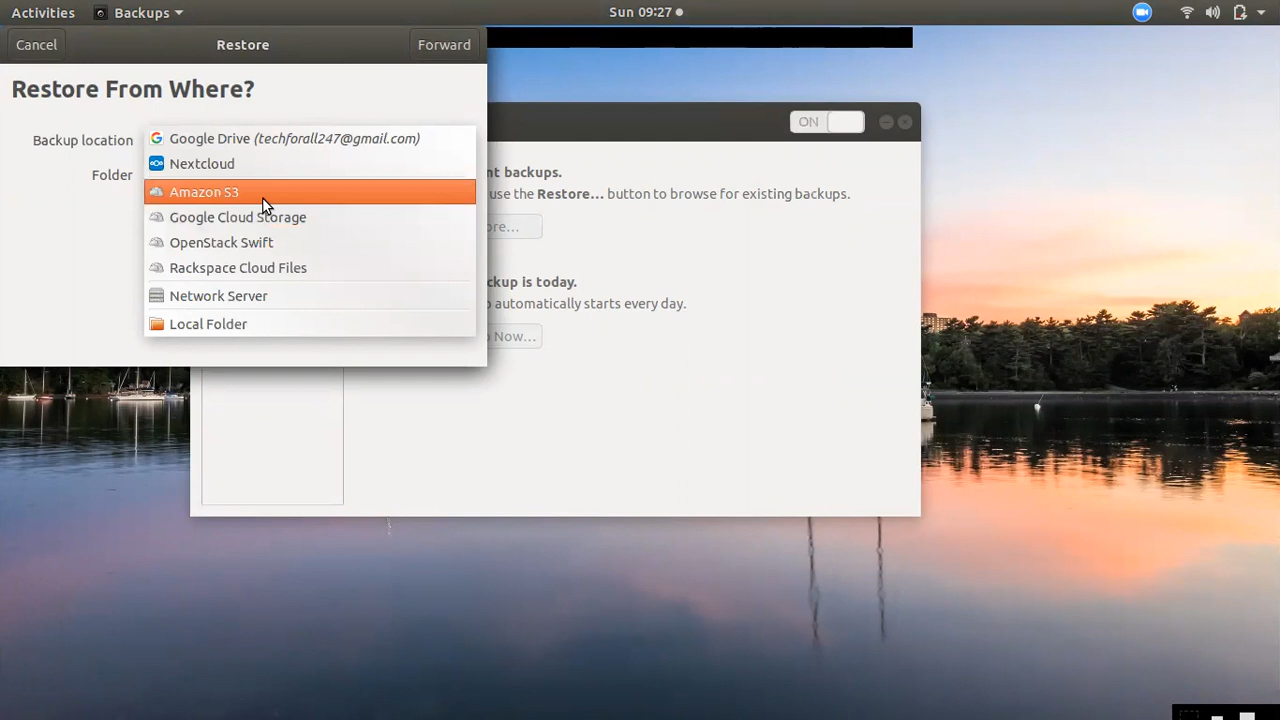 Activities Backups Sun 09:27
Cancel Restore Forward
Restore From Where?
Backup location Google Drive (techforall247@gmail.com)
Nextcloud
Folder
Amazon S3
Google Cloud Storage
OpenStack Swift
Rackspace Cloud Files
Network Server
Local Folder
ON
nt backups.
use the Restore… button to browse for existing backups.
ore…
ackup is today.
o automatically starts every day.
p Now…